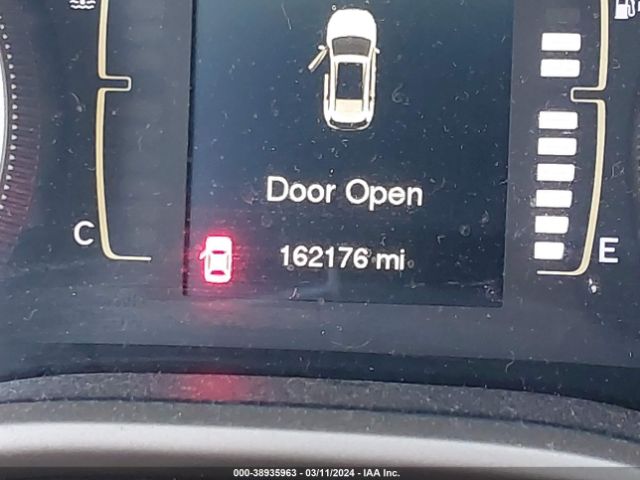 Door Open
C
162176 mi
E
000-38935963 - 03/11/2024 - IAA Inc.